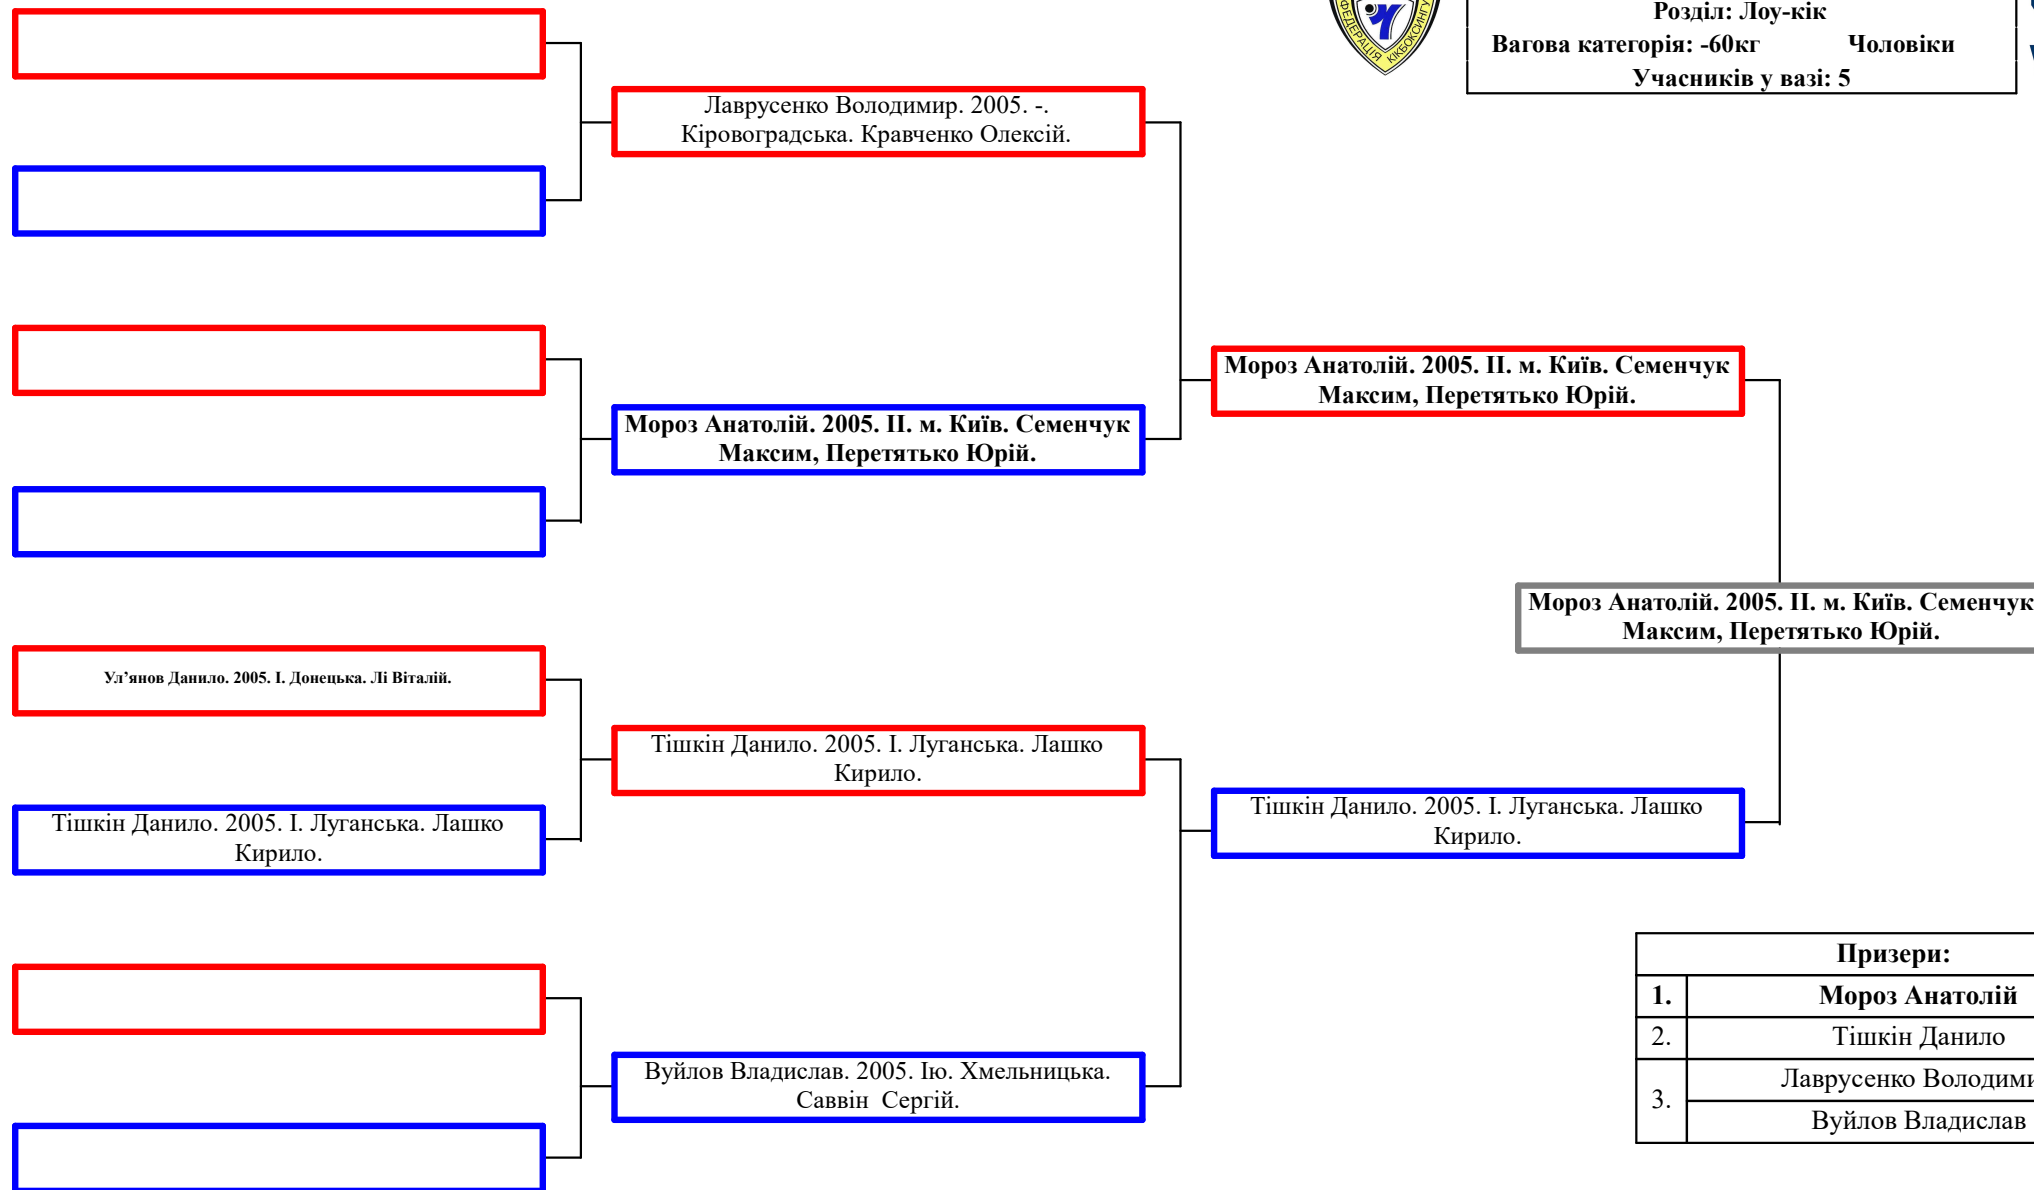 ФЕДЕРАЦІЯ КІКБОКСИНГУ
Розділ: Лоу-кік
Вагова категорія: -60кг Чоловіки
Учасників у вазі: 5
Лаврусенко Володимир. 2005. -.
Кіровоградська. Кравченко Олексій.
Мороз Анатолій. 2005. ІІ. м. Київ. Семенчук
Максим, Перетятько Юрій.
Мороз Анатолій. 2005. ІІ. м. Київ. Семенчук
Максим, Перетятько Юрій.
Мороз Анатолій. 2005. ІІ. м. Київ. Семенчук
Максим, Перетятько Юрій.
Ул’янов Данило. 2005. І. Донецька. Лі Віталій.
Тішкін Данило. 2005. І. Луганська. Лашко
Кирило.
Тішкін Данило. 2005. І. Луганська. Лашко
Кирило.
Тішкін Данило. 2005. І. Луганська. Лашко
Кирило.
Вуйлов Владислав. 2005. Ію. Хмельницька.
Саввін  Сергій.
Призери:
1. Мороз Анатолій
2. Тішкін Данило
3. Лаврусенко Володими
Вуйлов Владислав